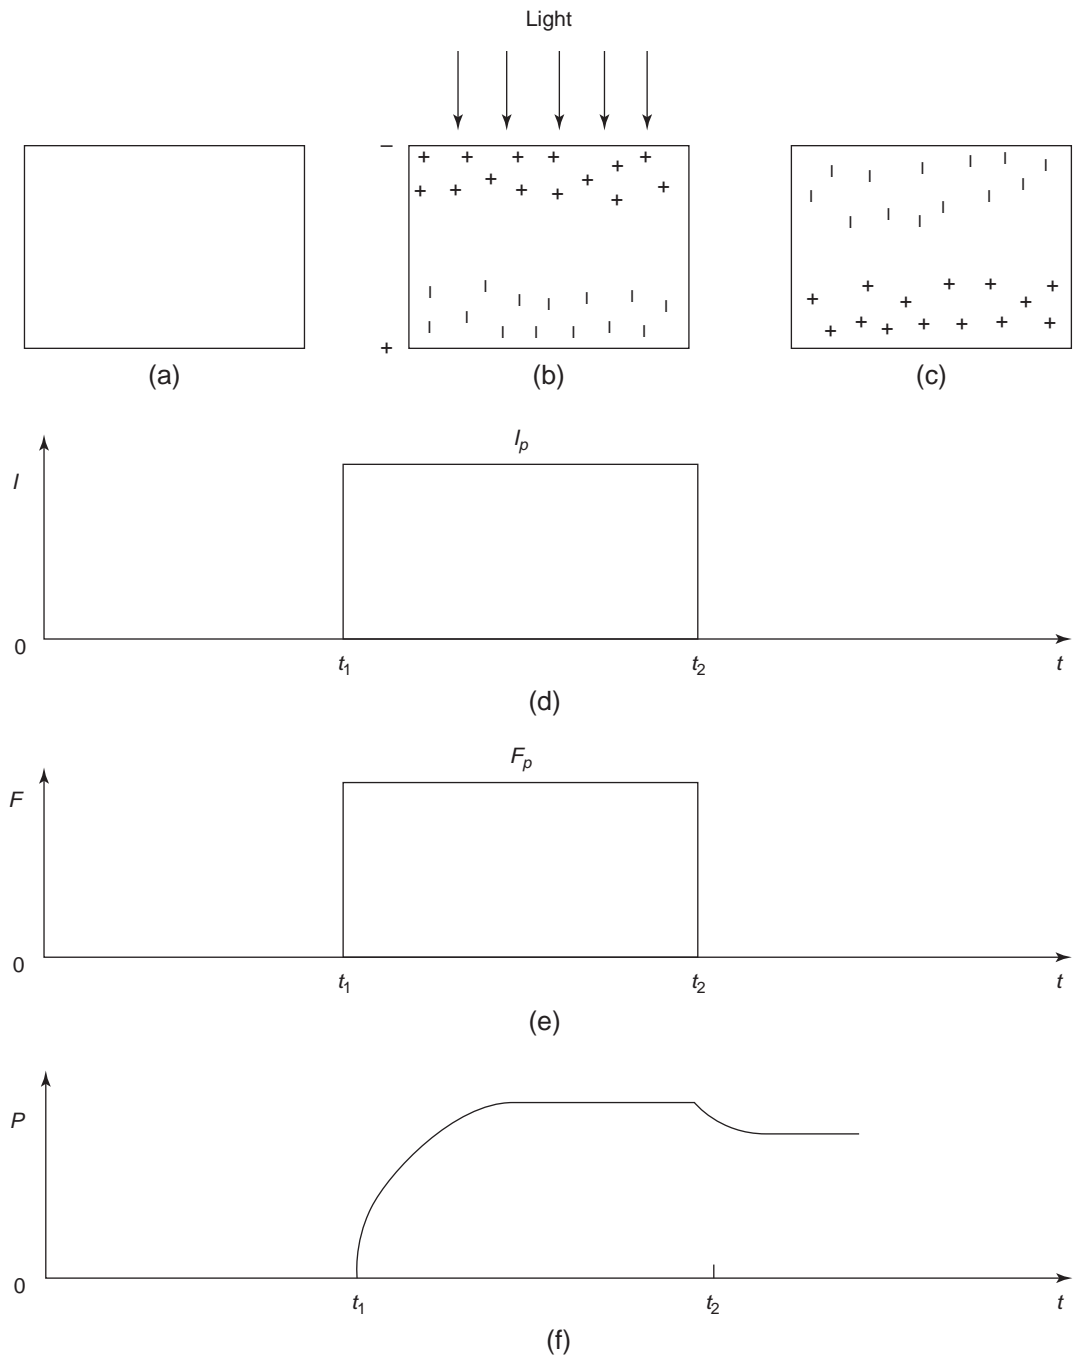 Light
−
+
(a)
(b)
(c)
I
I_p
0
t_1
t_2
t
(d)
F
F_p
0
t_1
t_2
t
(e)
P
0
t_1
t_2
t
(f)